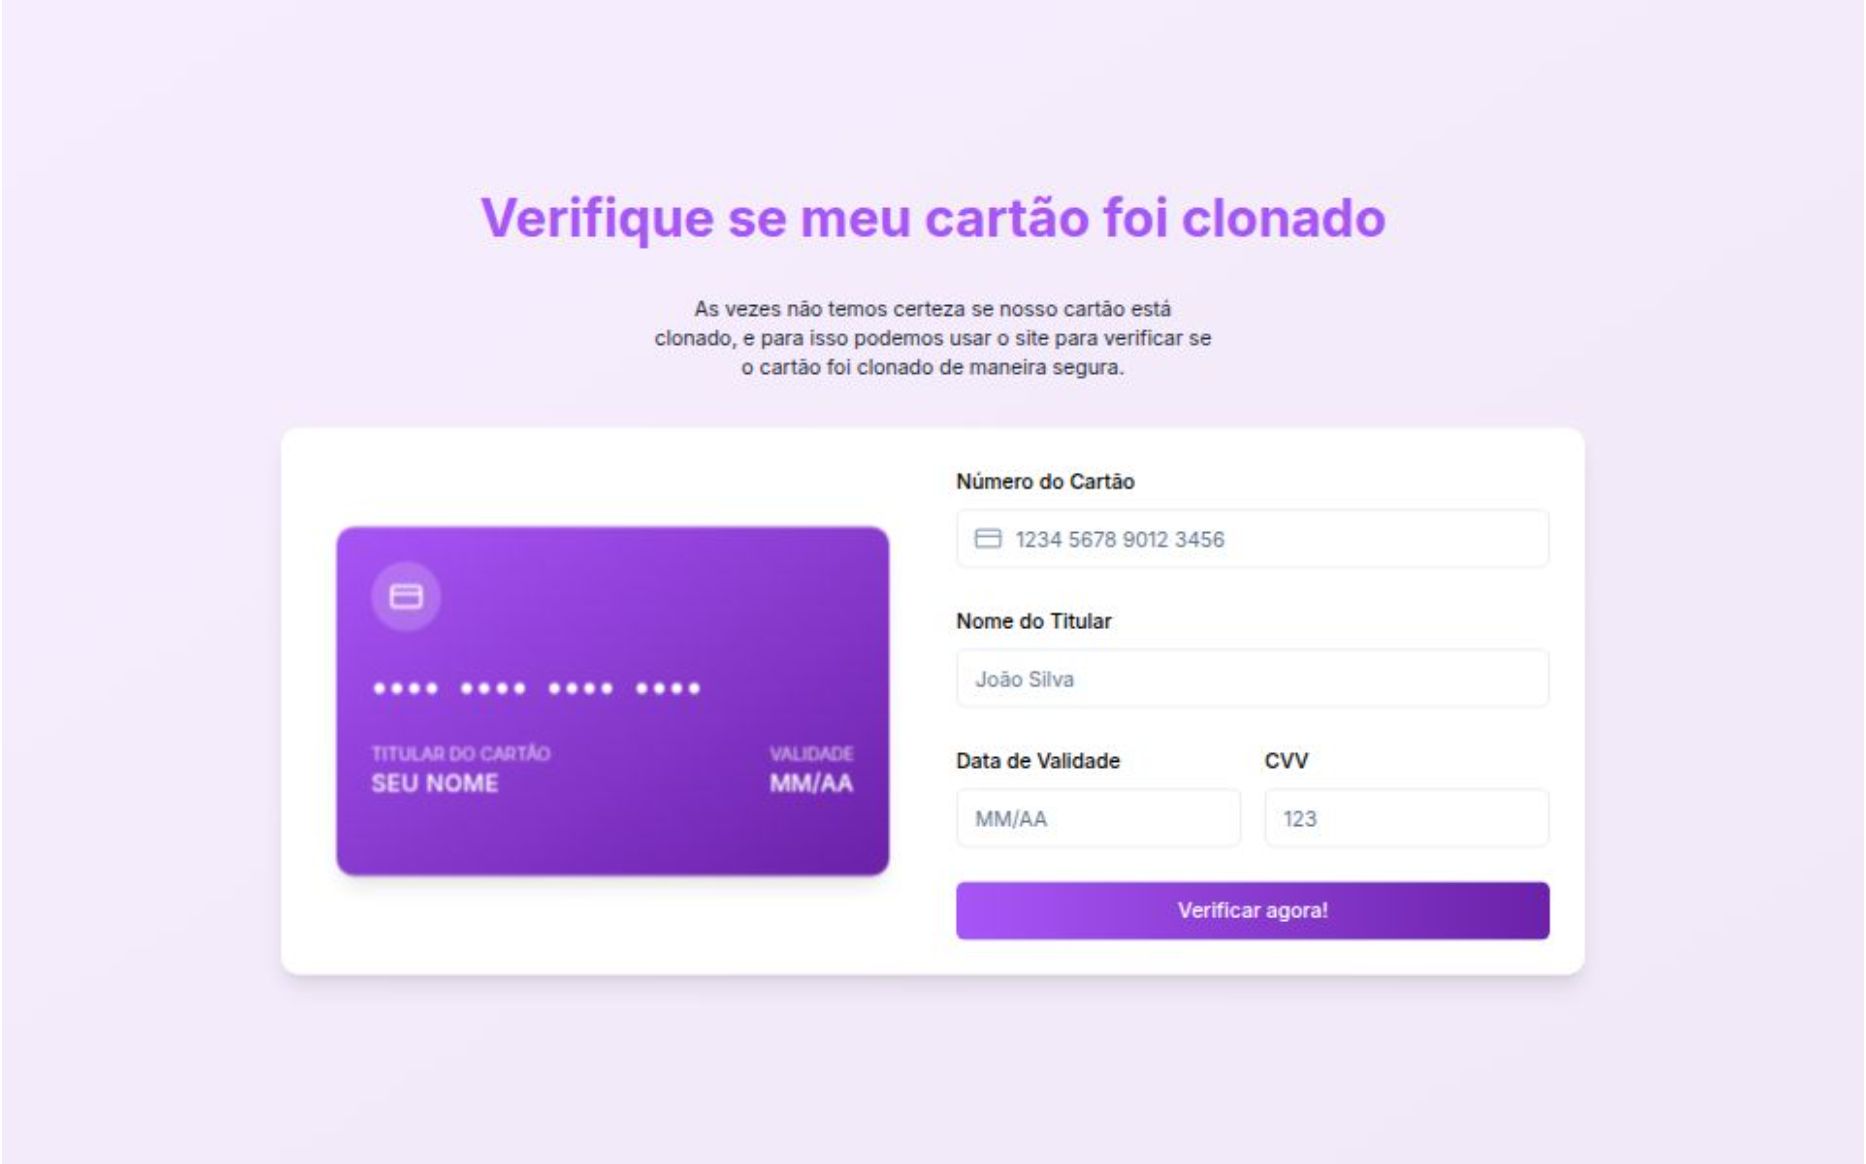 Verifique se meu cartão foi clonado
As vezes não temos certeza se nosso cartão está
clonado, e para isso podemos usar o site para verificar se
o cartão foi clonado de maneira segura.
•••• •••• •••• ••••
TITULAR DO CARTÃO
SEU NOME
VALIDADE
MM/AA
Número do Cartão
1234 5678 9012 3456
Nome do Titular
João Silva
Data de Validade
MM/AA
CVV
123
Verificar agora!